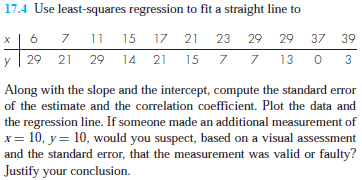 17.4 Use least-squares regression to fit a straight line to
x 6 7 11 15 17 21 23 29 29 37 39
y 29 21 29 14 21 15 7 7 13 0 3
Along with the slope and the intercept, compute the standard error
of the estimate and the correlation coefficient. Plot the data and
the regression line. If someone made an additional measurement of
x = 10, y = 10, would you suspect, based on a visual assessment
and the standard error, that the measurement was valid or faulty?
Justify your conclusion.